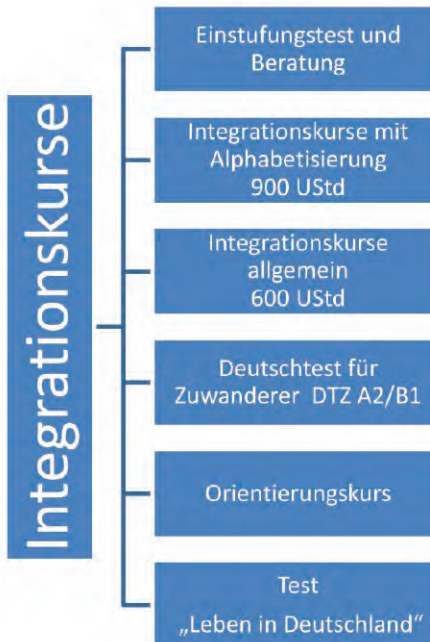 Integrationskurse
Einstufungstest und
Beratung
Integrationskurse mit
Alphabetisierung
900 UStd
Integrationskurse
allgemein
600 UStd
Deutschtest für
Zuwanderer DTZ A2/B1
Orientierungskurs
Test
„Leben in Deutschland“